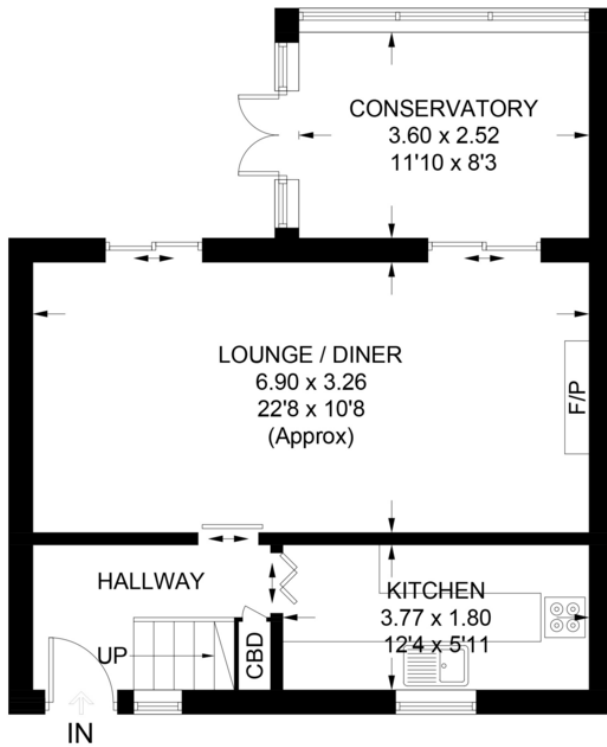 CONSERVATORY
3.60 x 2.52
11'10 x 8'3
LOUNGE / DINER
6.90 x 3.26
22'8 x 10'8
(Approx)
F/P
HALLWAY
KITCHEN
3.77 x 1.80
12'4 x 5'11
UP
CBD
IN